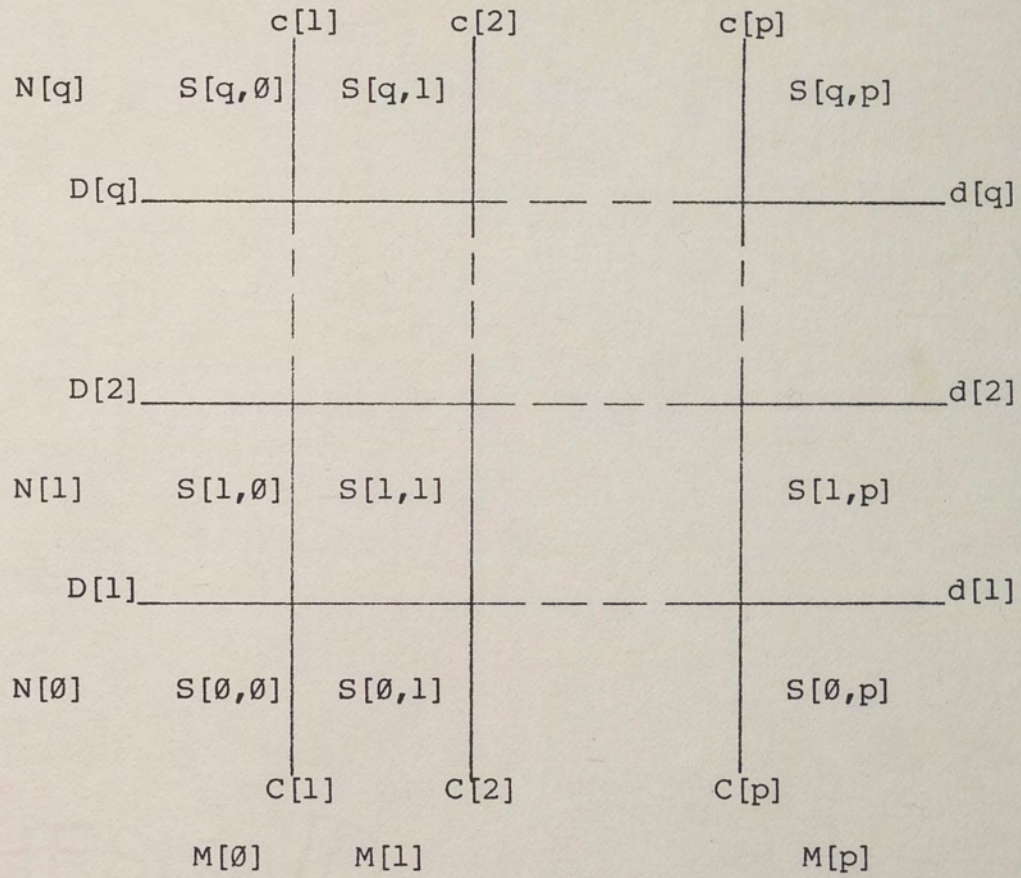 c[1] c[2] c[p]
N[q] S[q,Ø] S[q,1] S[q,p]
D[q] d[q]
D[2] d[2]
N[1] S[1,Ø] S[1,1] S[1,p]
D[1] d[1]
N[Ø] S[Ø,Ø] S[Ø,1] S[Ø,p]
C[1] C[2] C[p]
M[Ø] M[1] M[p]